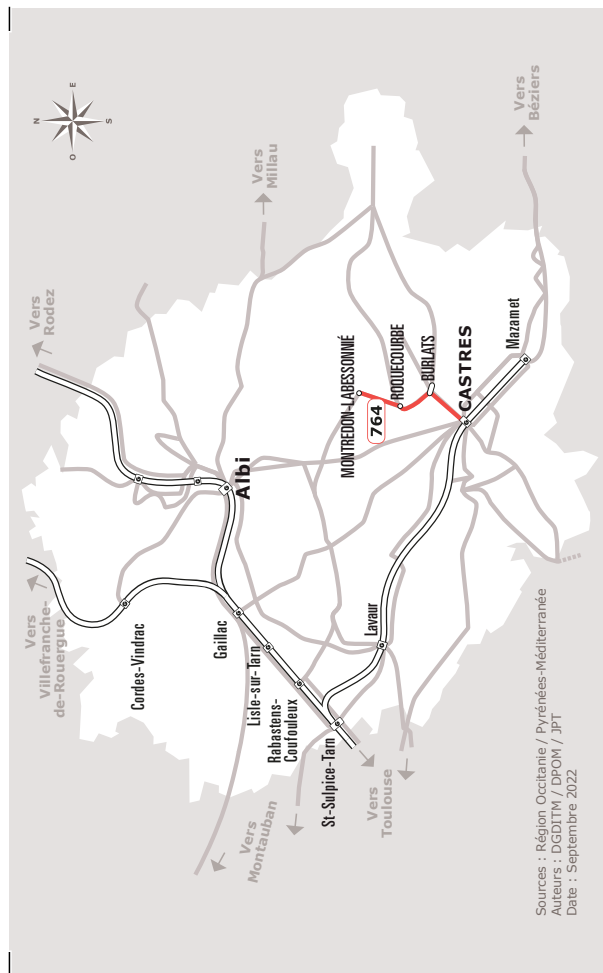 N
E
S
O
Vers
Rodez
Vers
Millau
Vers
Béziers
Vers
Villefranche-
de-Rouergue
Vers
Montauban
Vers
Toulouse
Cordes-Vindrac
Albi
Gaillac
Lisle-sur-Tarn
Rabastens-
Coufouleux
St-Sulpice-Tarn
Lavaur
MONTREDON-LABESSONNIÉ
764
ROQUECOURBE
BURLATS
CASTRES
Mazamet
Sources : Région Occitanie / Pyrénées-Méditerranée
Auteurs : DGDITM / DPOM / JPT
Date : Septembre 2022